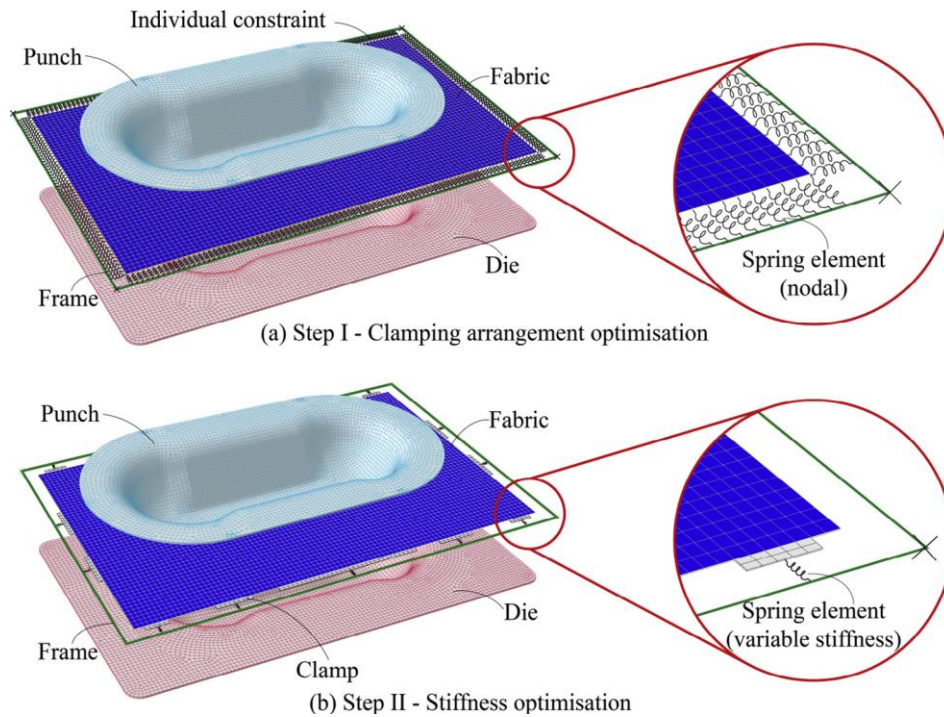 Individual constraint
Punch
Fabric
Frame
Die
Spring element
(nodal)
(a) Step I - Clamping arrangement optimisation
Punch
Fabric
Frame
Die
Clamp
Spring element
(variable stiffness)
(b) Step II - Stiffness optimisation